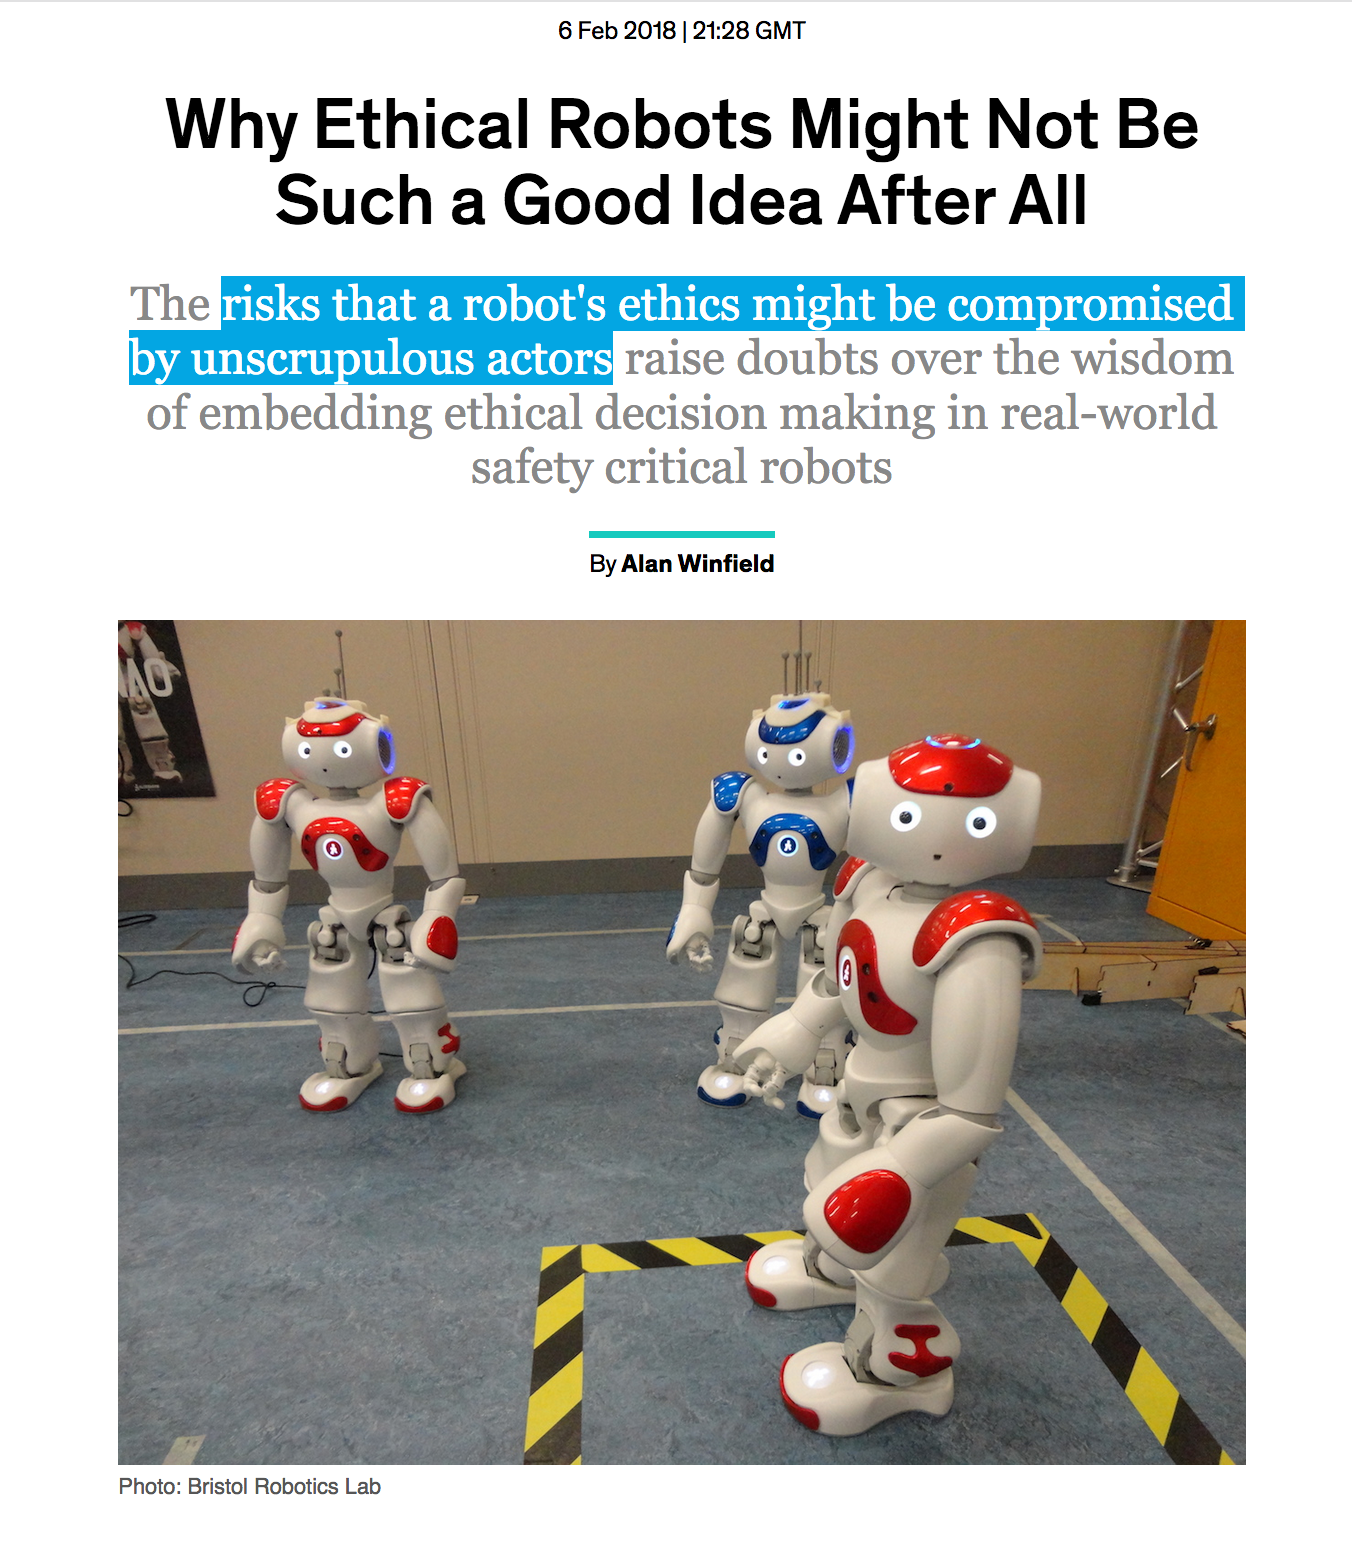 6 Feb 2018 | 21:28 GMT
Why Ethical Robots Might Not Be
Such a Good Idea After All
The risks that a robot's ethics might be compromised
by unscrupulous actors raise doubts over the wisdom
of embedding ethical decision making in real-world
safety critical robots
By Alan Winfield
AO
Photo: Bristol Robotics Lab